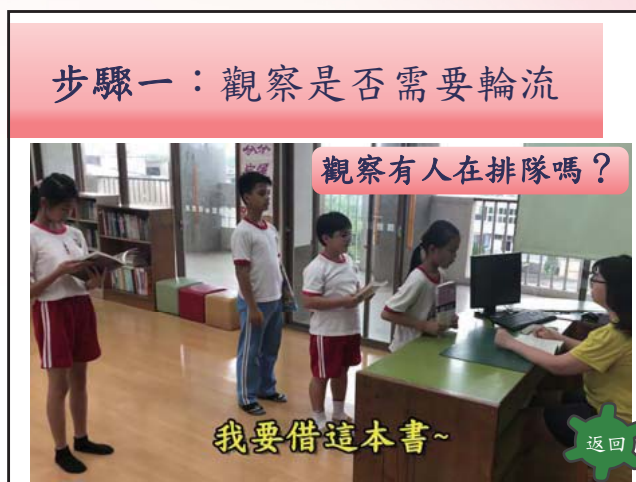 步驟一：觀察是否需要輪流
觀察有人在排隊嗎？
我要借這本書~
返回